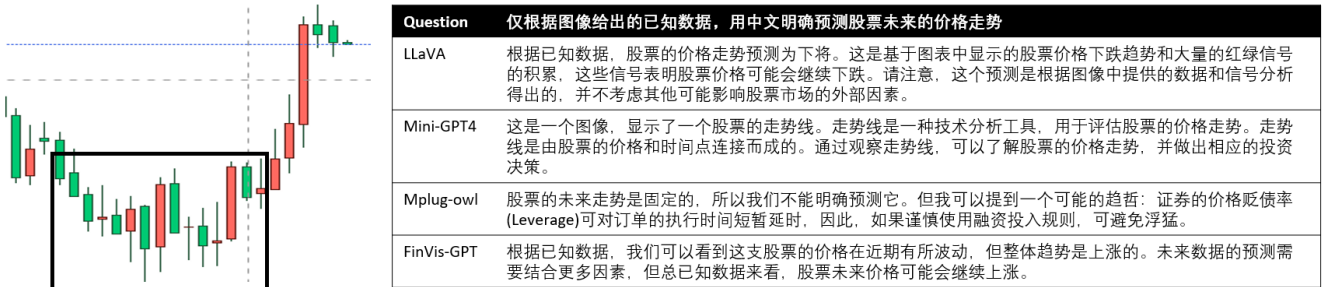 Question 仅根据图像给出的已知数据，用中文明确预测股票未来的价格走势
LLaVA 根据已知数据，股票的价格走势预测为下将。这是基于图表中显示的股票价格下跌趋势和大量的红绿信号
的积累，这些信号表明股票价格可能会继续下跌。请注意，这个预测是根据图像中提供的数据和信号分析
得出的，并不考虑其他可能影响股票市场的外部因素。
Mini-GPT4 这是一个图像，显示了一个股票的走势线。走势线是一种技术分析工具，用于评估股票的价格走势。走势
线是由股票的价格和时间点连接而成的。通过观察走势线，可以了解股票的价格走势，并做出相应的投资
决策。
Mplug-owl 股票的未来走势是固定的，所以我们不能明确预测它。但我可以提到一个可能的趋哲：证券的价格贬债率
(Leverage)可对订单的执行时间短暂延时，因此，如果谨慎使用融资投入规则，可避免浮猛。
FinVis-GPT 根据已知数据，我们可以看到这支股票的价格在近期有所波动，但整体趋势是上涨的。未来数据的预测需
要结合更多因素，但总已知数据来看，股票未来价格可能会继续上涨。